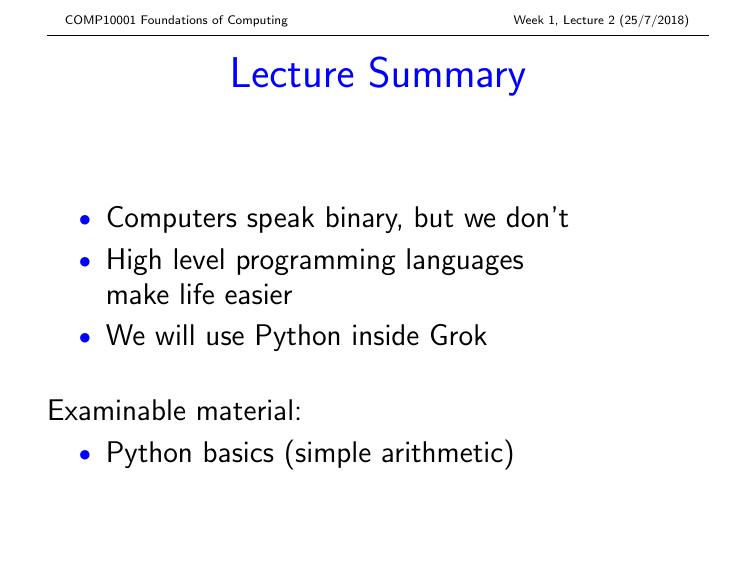 COMP10001 Foundations of Computing
Week 1, Lecture 2 (25/7/2018)
Lecture Summary
• Computers speak binary, but we don't
• High level programming languages
make life easier
• We will use Python inside Grok
Examinable material:
• Python basics (simple arithmetic)